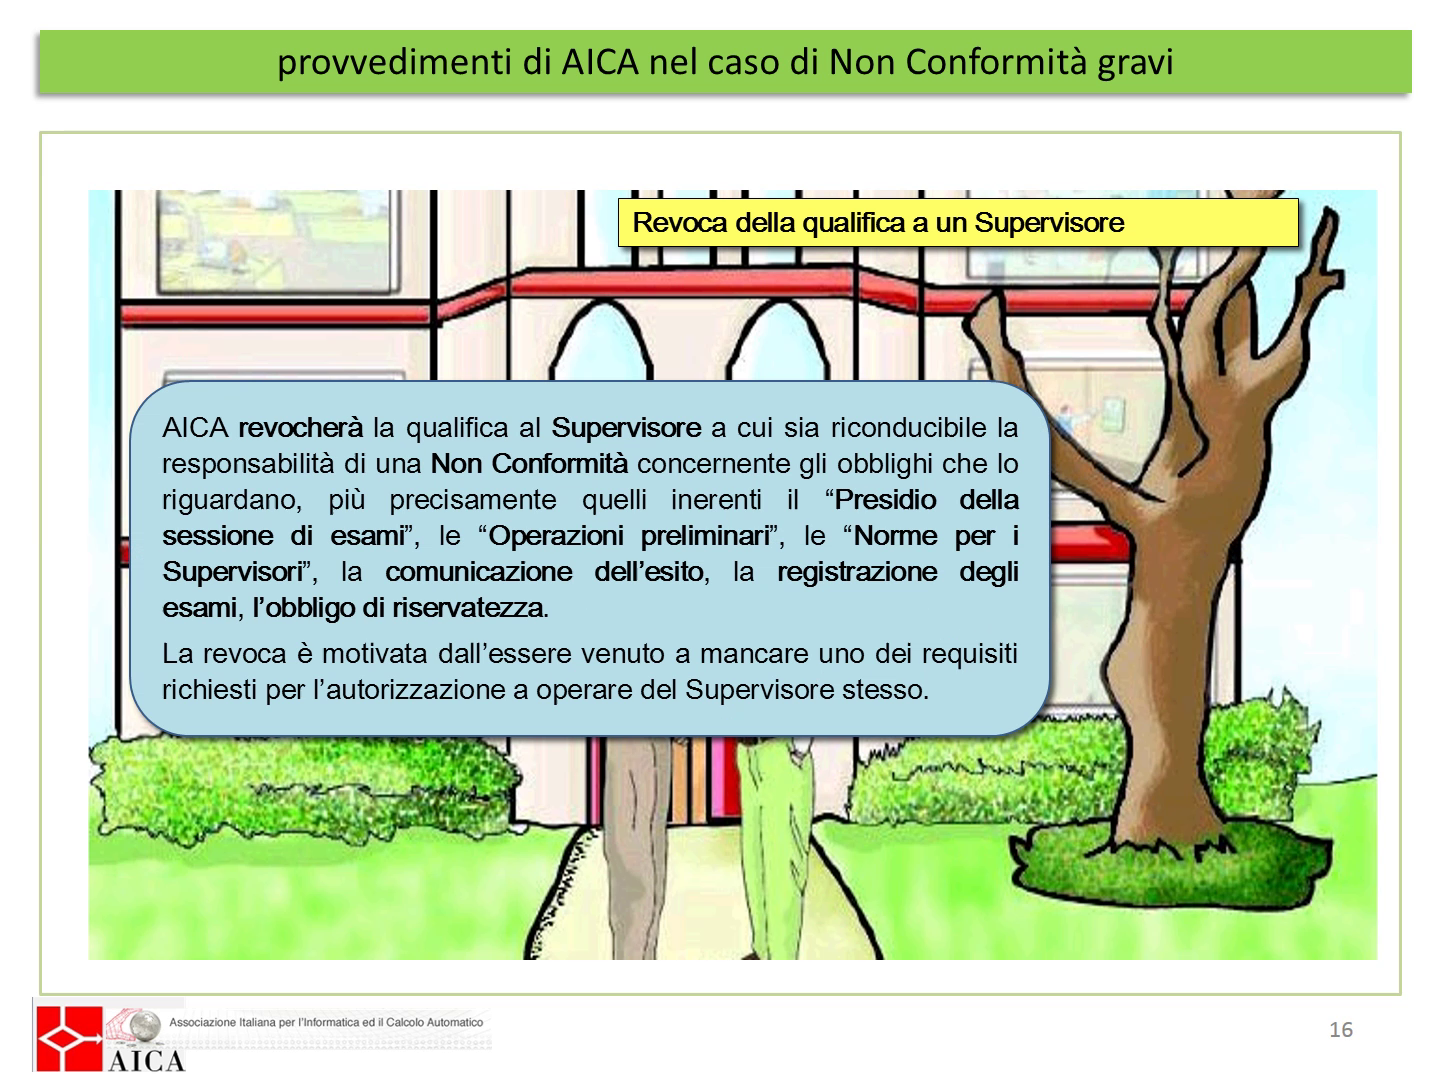 provvedimenti di AICA nel caso di Non Conformità gravi
Revoca della qualifica a un Supervisore
AICA revocherà la qualifica al Supervisore a cui sia riconducibile la
responsabilità di una Non Conformità concernente gli obblighi che lo
riguardano, più precisamente quelli inerenti il “Presidio della
sessione di esami”, le “Operazioni preliminari”, le “Norme per i
Supervisori”, la comunicazione dell’esito, la registrazione degli
esami, l’obbligo di riservatezza.
La revoca è motivata dall’essere venuto a mancare uno dei requisiti
richiesti per l’autorizzazione a operare del Supervisore stesso.
Associazione Italiana per l'Informatica ed il Calcolo Automatico
AICA
16